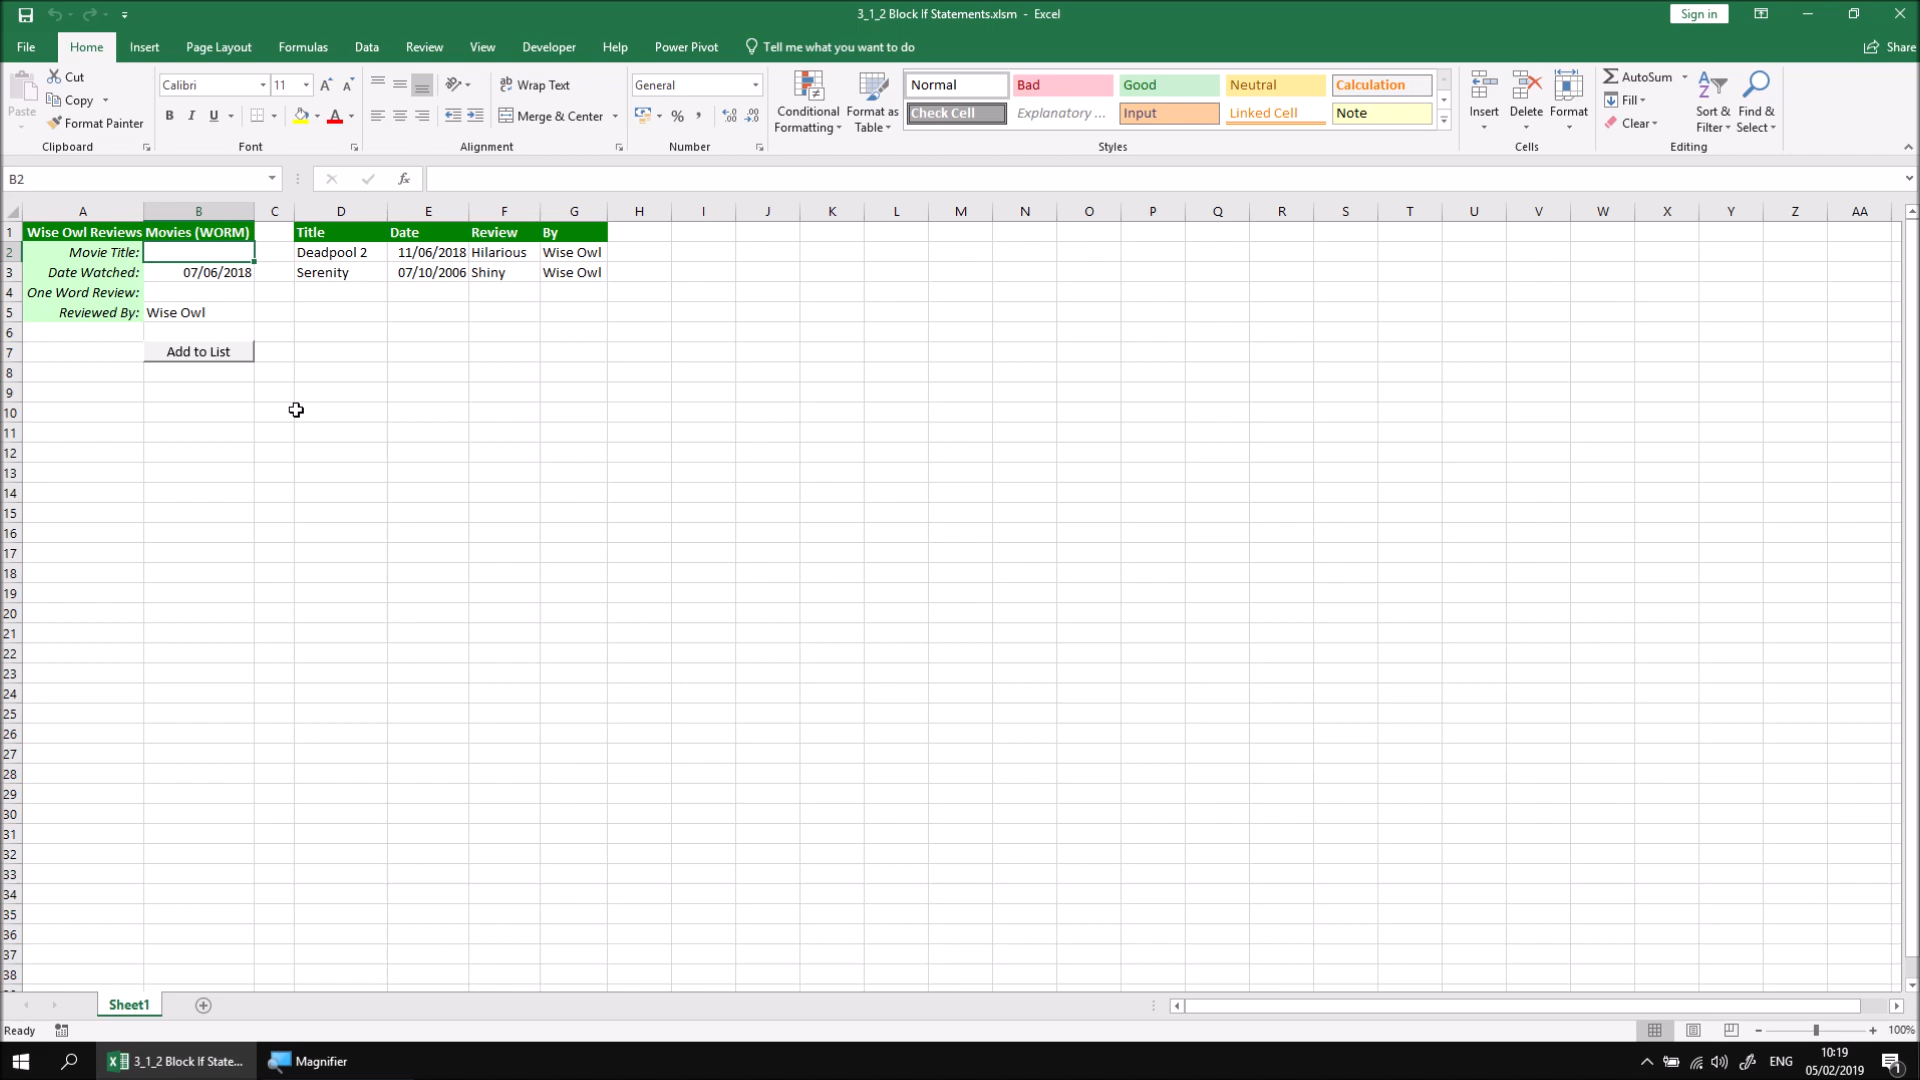 3_1_2 Block If Statements.xlsm - Excel
Sign in
File Home Insert Page Layout Formulas Data Review View Developer Help Power Pivot Tell me what you want to do Share
Paste
Cut
Copy
Format Painter
Clipboard
Calibri 11
B I U
Font
Wrap Text
Merge & Center
Alignment
General
Number
Conditional Formatting
Format as Table
Normal Bad Good Neutral Calculation
Check Cell Explanatory ... Input Linked Cell Note
Styles
Insert Delete Format
Cells
AutoSum
Fill
Clear
Sort & Filter
Find & Select
Editing
B2
fx
A B C D E F G H I J K L M N O P Q R S T U V W X Y Z AA
1 Wise Owl Reviews Movies (WORM) Title Date Review By
2 Movie Title: Deadpool 2 11/06/2018 Hilarious Wise Owl
3 Date Watched: 07/06/2018 Serenity 07/10/2006 Shiny Wise Owl
4 One Word Review:
5 Reviewed By: Wise Owl
6
7 Add to List
8
9
10
11
12
13
14
15
16
17
18
19
20
21
22
23
24
25
26
27
28
29
30
31
32
33
34
35
36
37
38
Sheet1
Ready
100%
3_1_2 Block If State...
Magnifier
ENG
10:19
05/02/2019
1